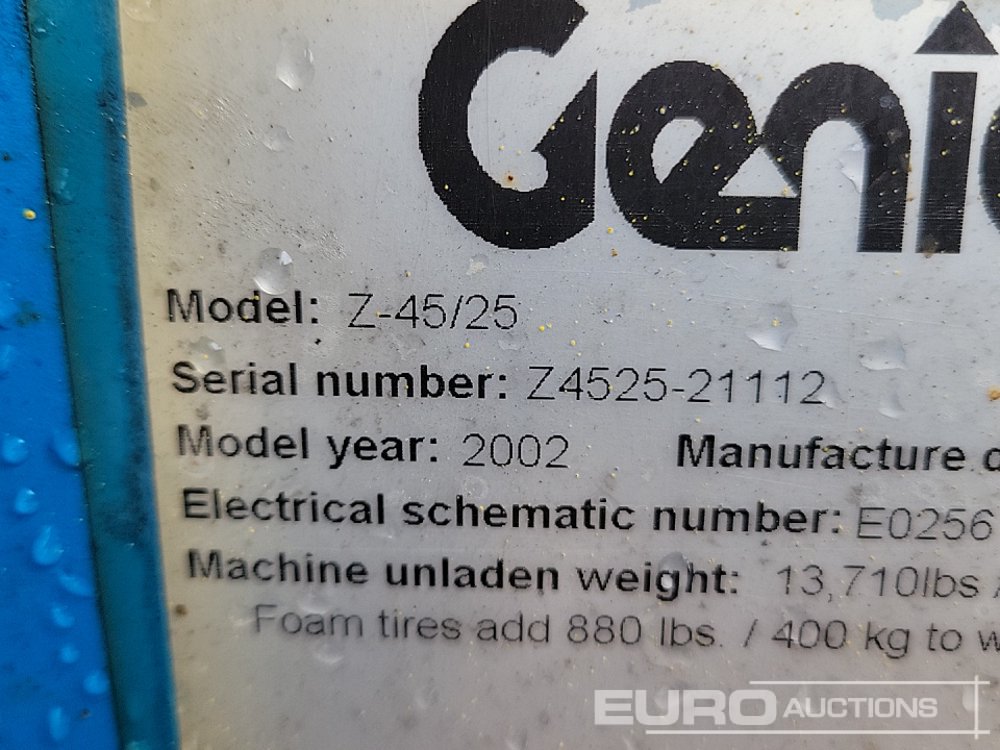 Genie
Model: Z-45/25
Serial number: Z4525-21112
Model year: 2002 Manufacture d
Electrical schematic number: E0256
Machine unladen weight: 13,710lbs /
Foam tires add 880 lbs. / 400 kg to w
EURO AUCTIONS